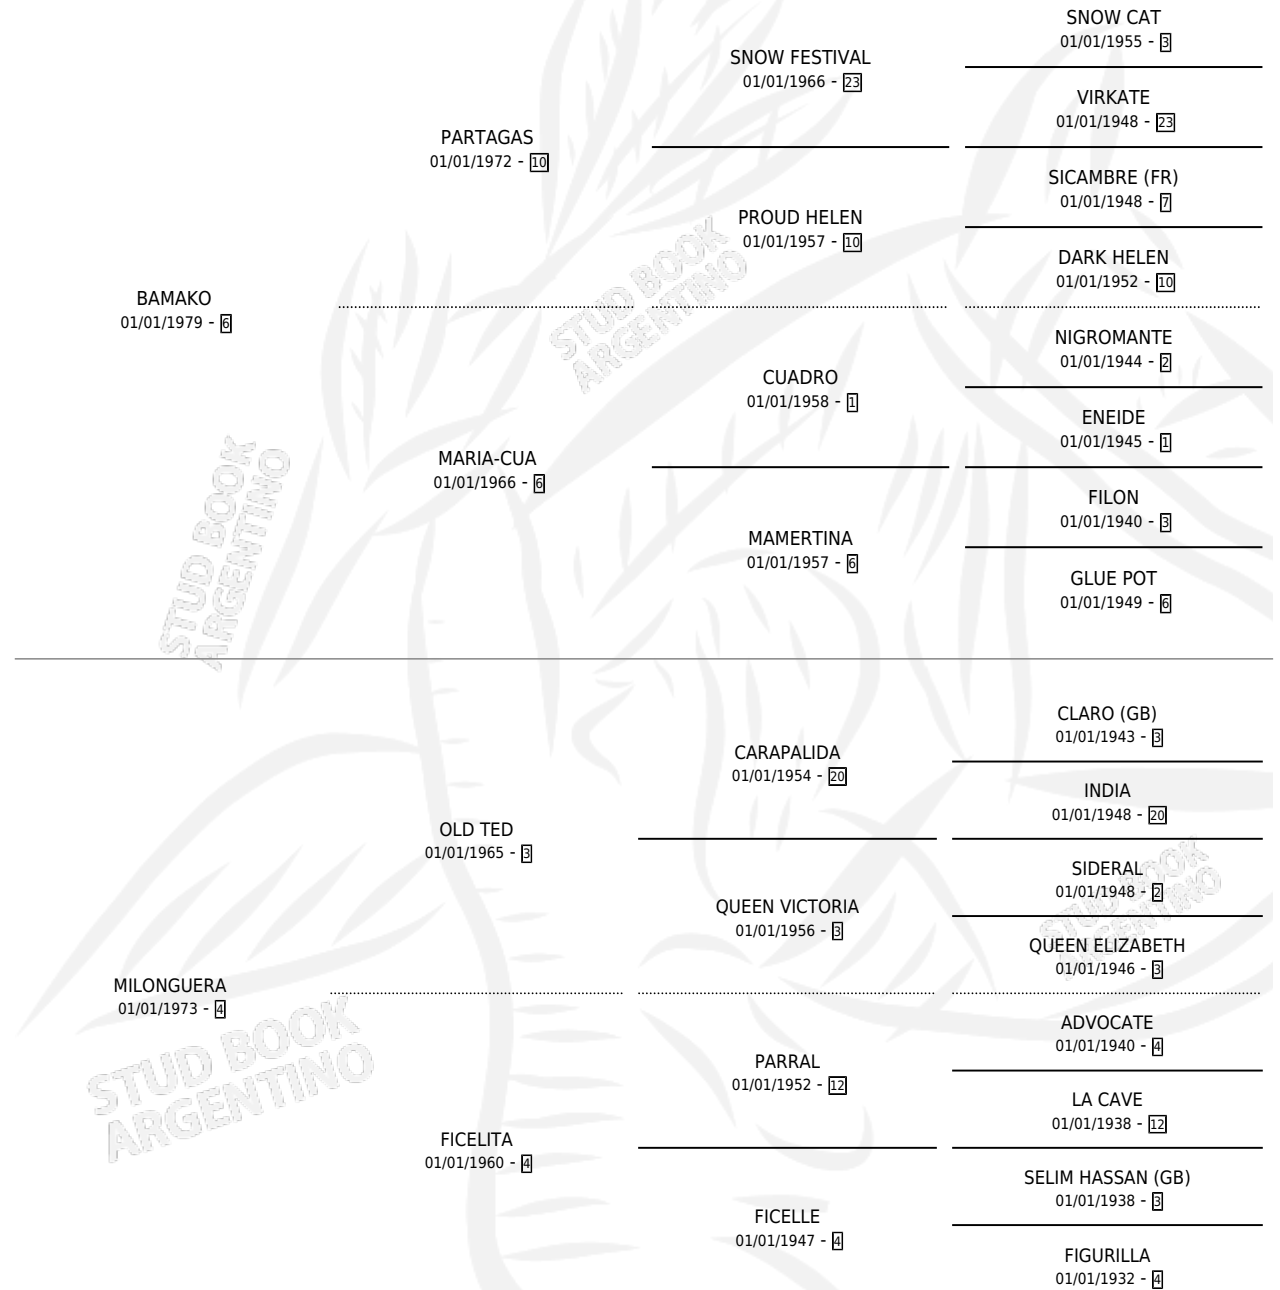 SNOW CAT
01/01/1955 - 3
SNOW FESTIVAL
01/01/1966 - 23
VIRKATE
01/01/1948 - 23
PARTAGAS
01/01/1972 - 10
SICAMBRE (FR)
01/01/1948 - 7
PROUD HELEN
01/01/1957 - 10
DARK HELEN
01/01/1952 - 10
BAMAKO
01/01/1979 - 6
NIGROMANTE
01/01/1944 - 2
CUADRO
01/01/1958 - 1
ENEIDE
01/01/1945 - 1
MARIA-CUA
01/01/1966 - 6
FILON
01/01/1940 - 3
MAMERTINA
01/01/1957 - 6
GLUE POT
01/01/1949 - 6
CLARO (GB)
01/01/1943 - 3
CARAPALIDA
01/01/1954 - 20
INDIA
01/01/1948 - 20
OLD TED
01/01/1965 - 3
SIDERAL
01/01/1948 - 2
QUEEN VICTORIA
01/01/1956 - 3
QUEEN ELIZABETH
01/01/1946 - 3
MILONGUERA
01/01/1973 - 4
ADVOCATE
01/01/1940 - 4
PARRAL
01/01/1952 - 12
LA CAVE
01/01/1938 - 12
FICELITA
01/01/1960 - 4
SELIM HASSAN (GB)
01/01/1938 - 3
FICELLE
01/01/1947 - 4
FIGURILLA
01/01/1932 - 4
STUD BOOK
ARGENTINO
STUD BOOK
ARGENTINO
STUD BOOK
ARGENTINO
STUD BOOK
ARGENTINO